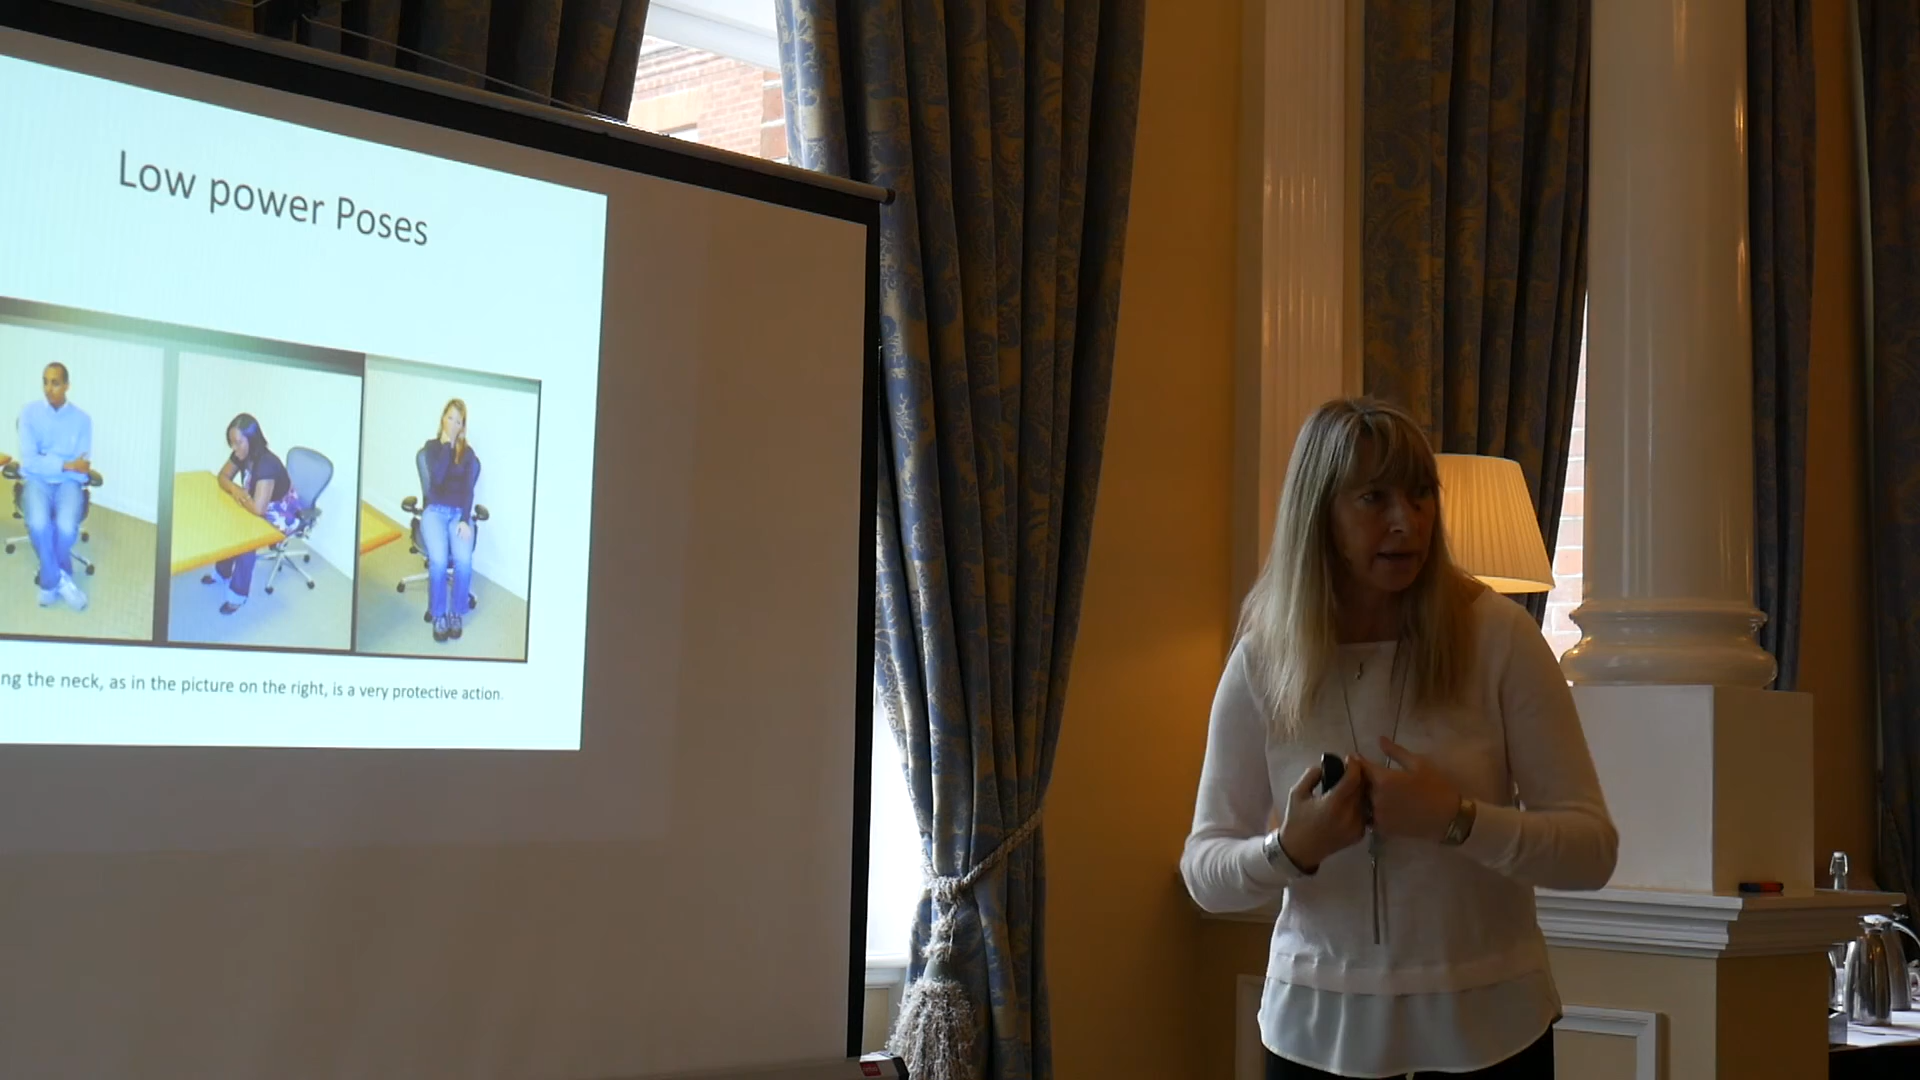 Low power Poses
ng the neck, as in the picture on the right, is a very protective action.